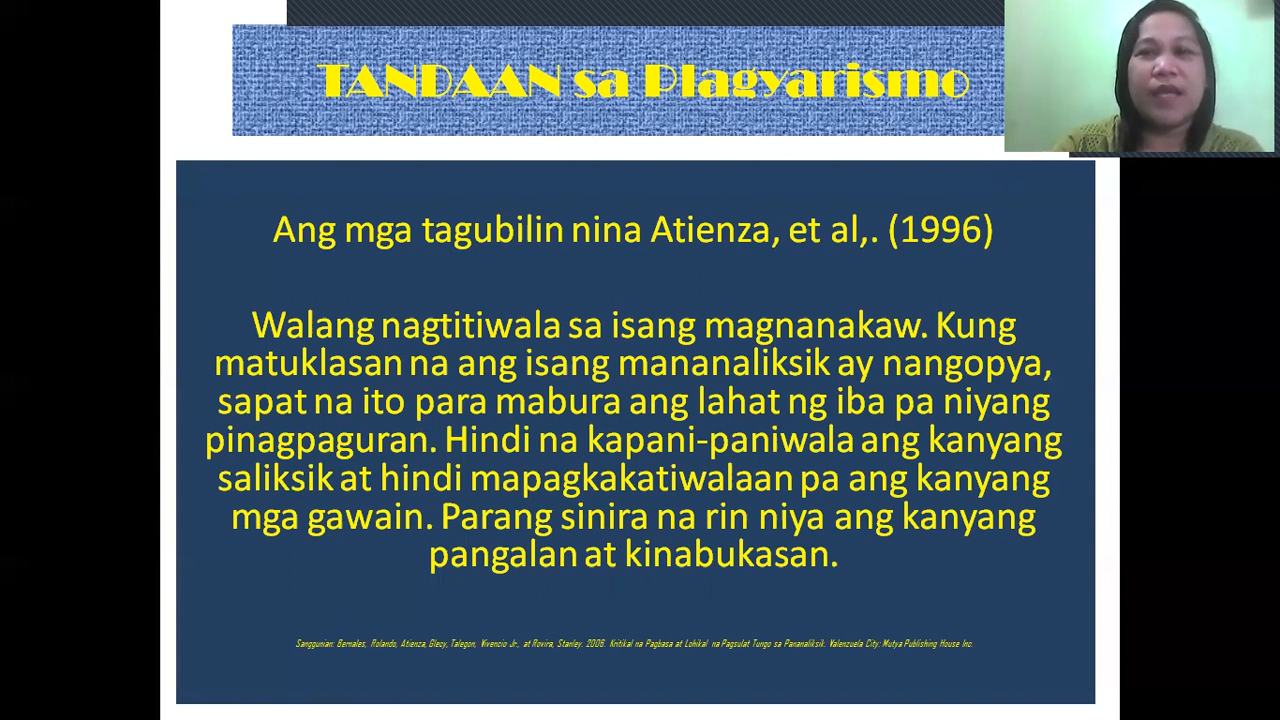 TANDAAN sa Plagyarismo
Ang mga tagubilin nina Atienza, et al,. (1996)
Walang nagtitiwala sa isang magnanakaw. Kung
matuklasan na ang isang mananaliksik ay nangopya,
sapat na ito para mabura ang lahat ng iba pa niyang
pinagpaguran. Hindi na kapani-paniwala ang kanyang
saliksik at hindi mapagkakatiwalaan pa ang kanyang
mga gawain. Parang sinira na rin niya ang kanyang
pangalan at kinabukasan.
Sanggunian: Bernales, Rolando, Atienza, Glecy, Talegon, Vivencio Jr., at Rovira, Stanley. 2006. Kritikal na Pagbasa at Lohikal na Pagsulat Tungo sa Pananaliksik. Valenzuela City: Mutya Publishing House Inc.